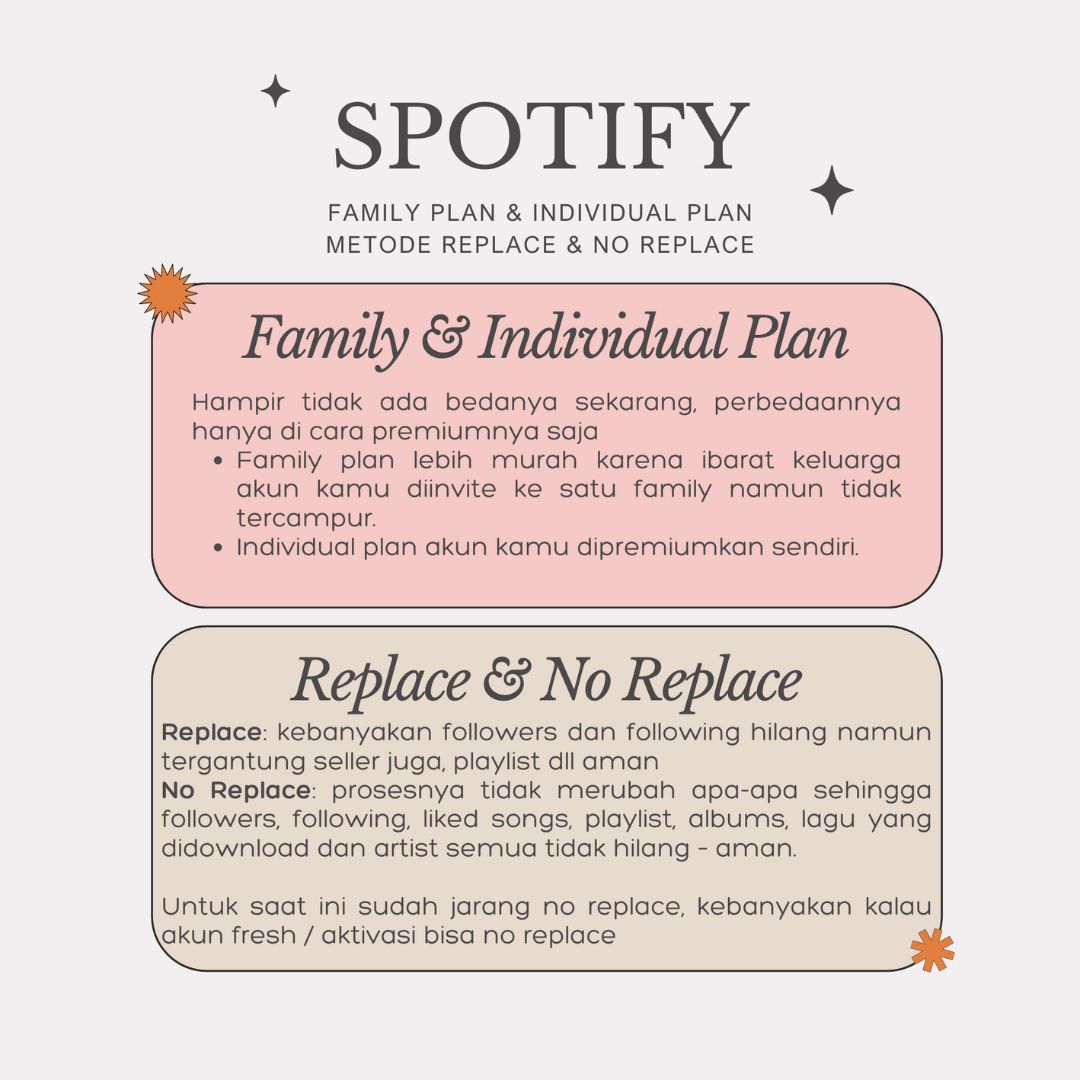 SPOTIFY
FAMILY PLAN & INDIVIDUAL PLAN
METODE REPLACE & NO REPLACE
Family & Individual Plan
Hampir tidak ada bedanya sekarang, perbedaannya
hanya di cara premiumnya saja
• Family plan lebih murah karena ibarat keluarga
akun kamu diinvite ke satu family namun tidak
tercampur.
• Individual plan akun kamu dipremiumkan sendiri.
Replace & No Replace
Replace: kebanyakan followers dan following hilang namun
tergantung seller juga, playlist dll aman
No Replace: prosesnya tidak merubah apa-apa sehingga
followers, following, liked songs, playlist, albums, lagu yang
didownload dan artist semua tidak hilang - aman.
Untuk saat ini sudah jarang no replace, kebanyakan kalau
akun fresh / aktivasi bisa no replace